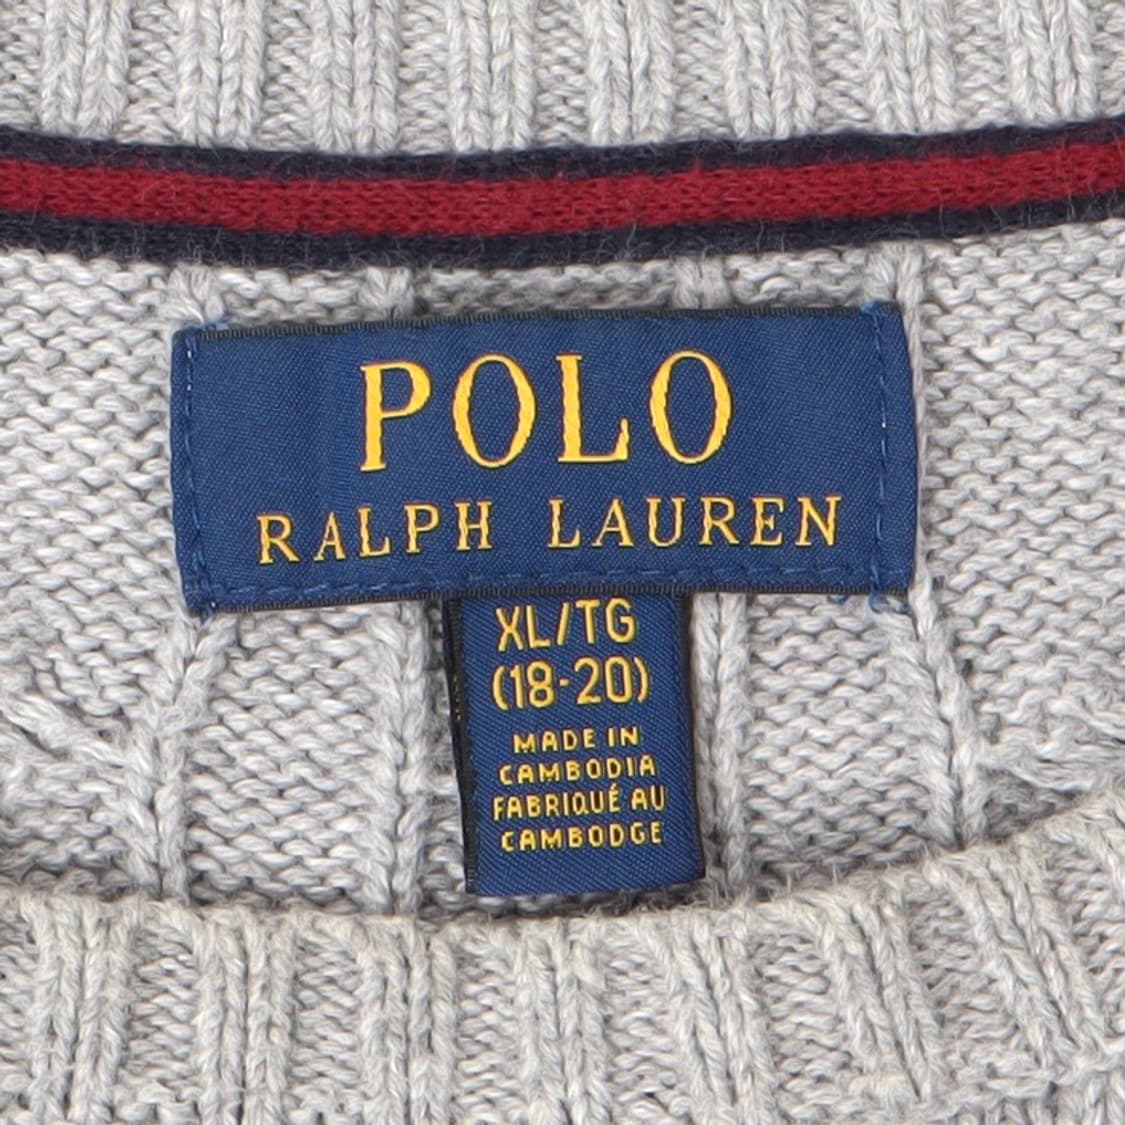 POLO
RALPH LAUREN
XL/TG
(18-20)
MADE IN
CAMBODIA
FABRIQUÉ AU
CAMBODGE